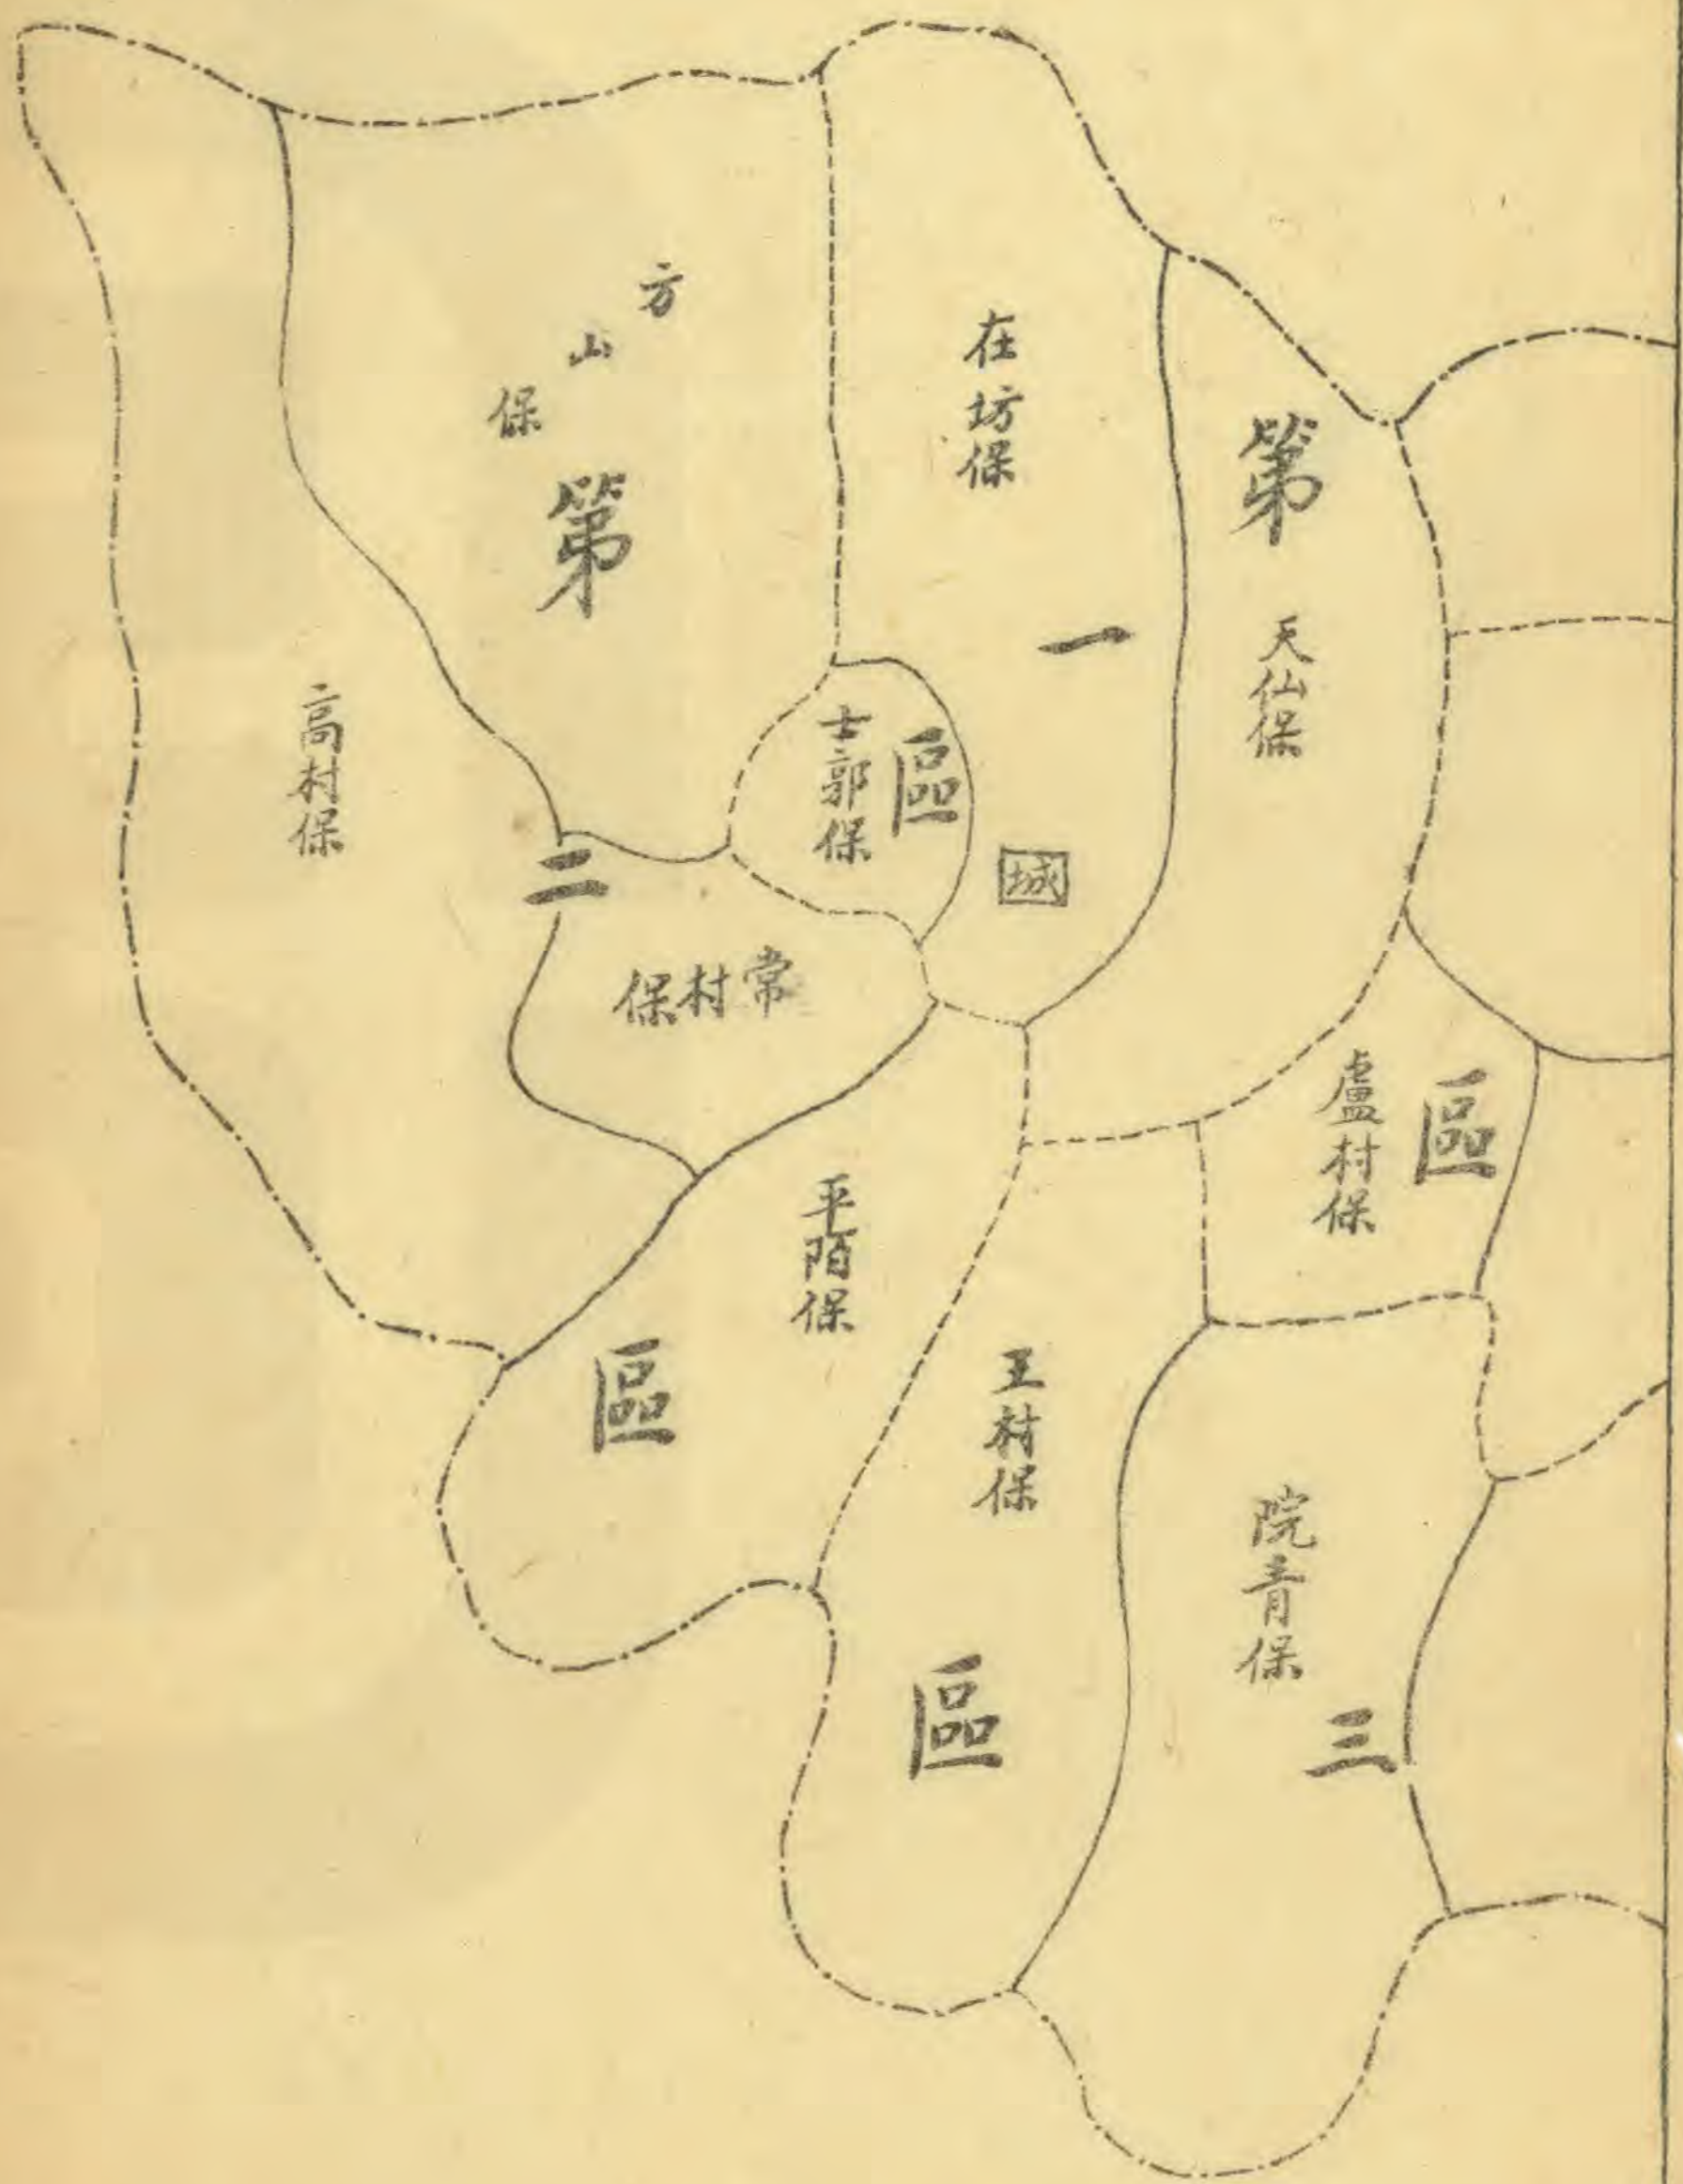 第
一
區
在坊保
天仙保
士郭保
城
第
二
區
方山保
高村保
常村保
平陌保
區
盧村保
王村保
院青保
三
區